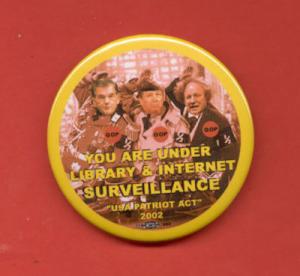 GOP
GOP
GOP
YOU ARE UNDER
LIBRARY & INTERNET
SURVEILLANCE
"USA PATRIOT ACT"
2002